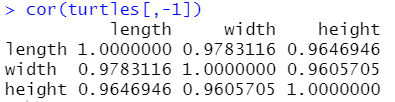 > cor(turtles[,-1])
          length     width    height
length 1.0000000 0.9783116 0.9646946
width  0.9783116 1.0000000 0.9605705
height 0.9646946 0.9605705 1.0000000